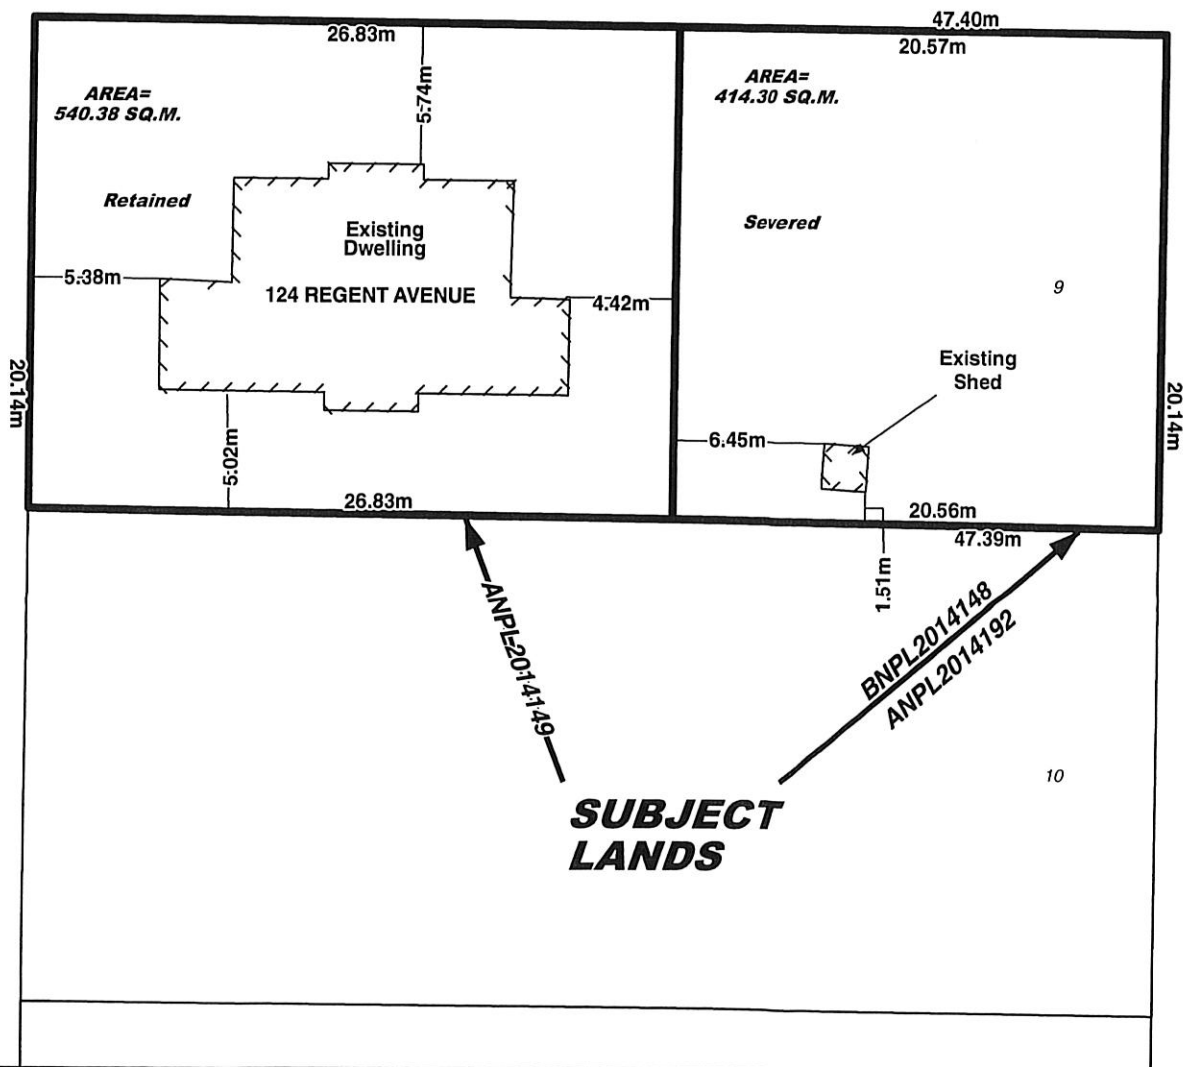 47.40m
26.83m
20.57m
AREA=
540.38 SQ.M.
5.74m
AREA=
414.30 SQ.M.
Retained
Existing
Dwelling
Severed
5.38m
124 REGENT AVENUE
4.42m
9
Existing
Shed
20.14m
20.14m
5.02m
6.45m
26.83m
20.56m
47.39m
1.51m
ANPL2014149
BNPL2014148
ANPL2014192
10
SUBJECT
LANDS